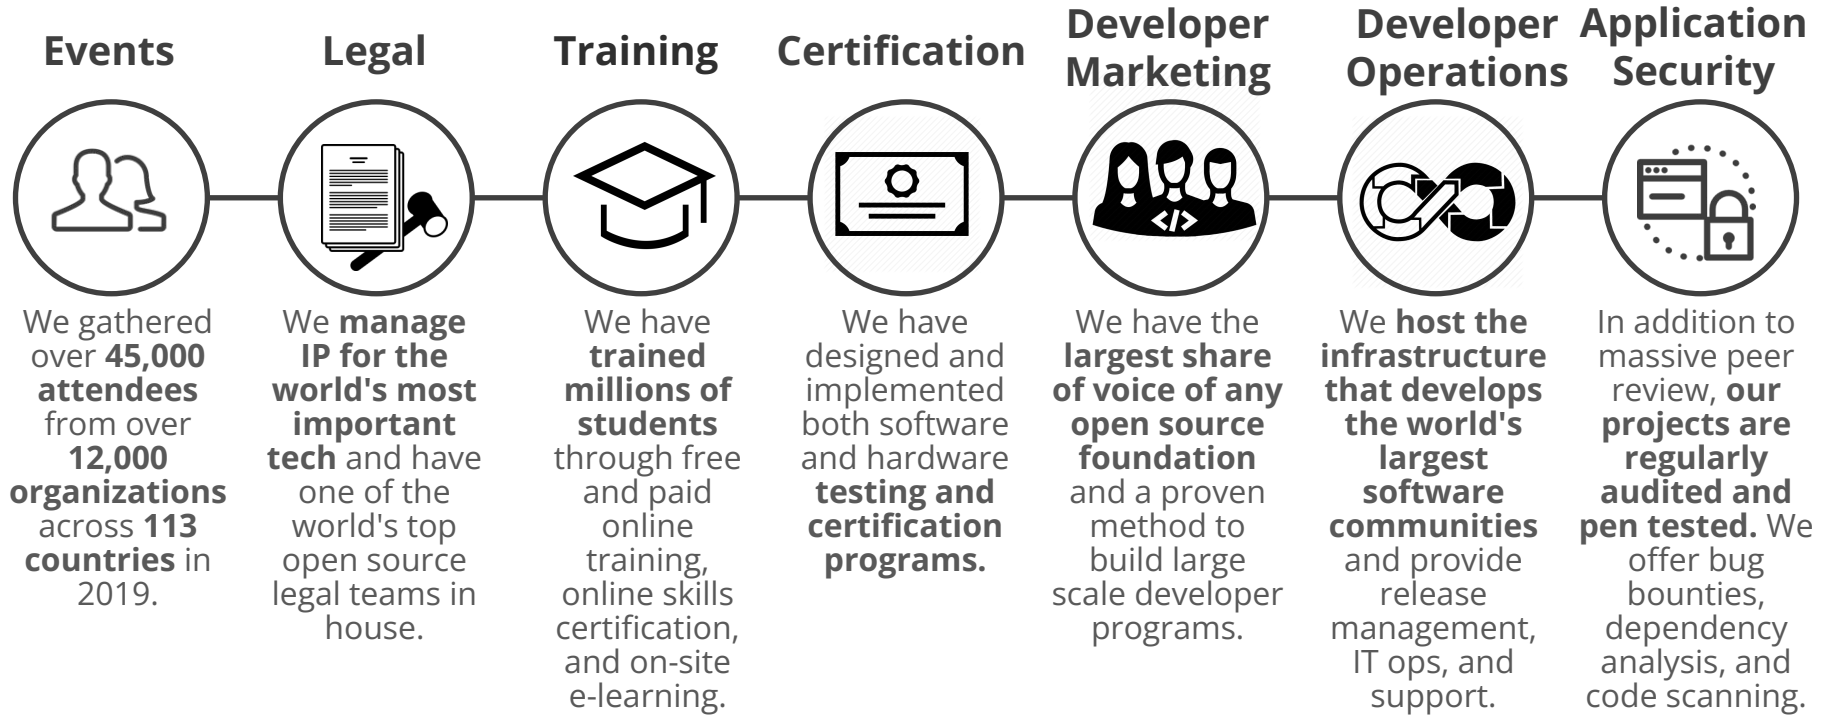 Events
We gathered
over 45,000
attendees
from over
12,000
organizations
across 113
countries in
2019.
Legal
We manage
IP for the
world's most
important
tech and have
one of the
world's top
open source
legal teams in
house.
Training
We have
trained
millions of
students
through free
and paid
online
training,
online skills
certification,
and on-site
e-learning.
Certification
We have
designed and
implemented
both software
and hardware
testing and
certification
programs.
Developer
Marketing
</>
We have the
largest share
of voice of any
open source
foundation
and a proven
method to
build large
scale developer
programs.
Developer
Operations
We host the
infrastructure
that develops
the world's
largest
software
communities
and provide
release
management,
IT ops, and
support.
Application
Security
In addition to
massive peer
review, our
projects are
regularly
audited and
pen tested. We
offer bug
bounties,
dependency
analysis, and
code scanning.